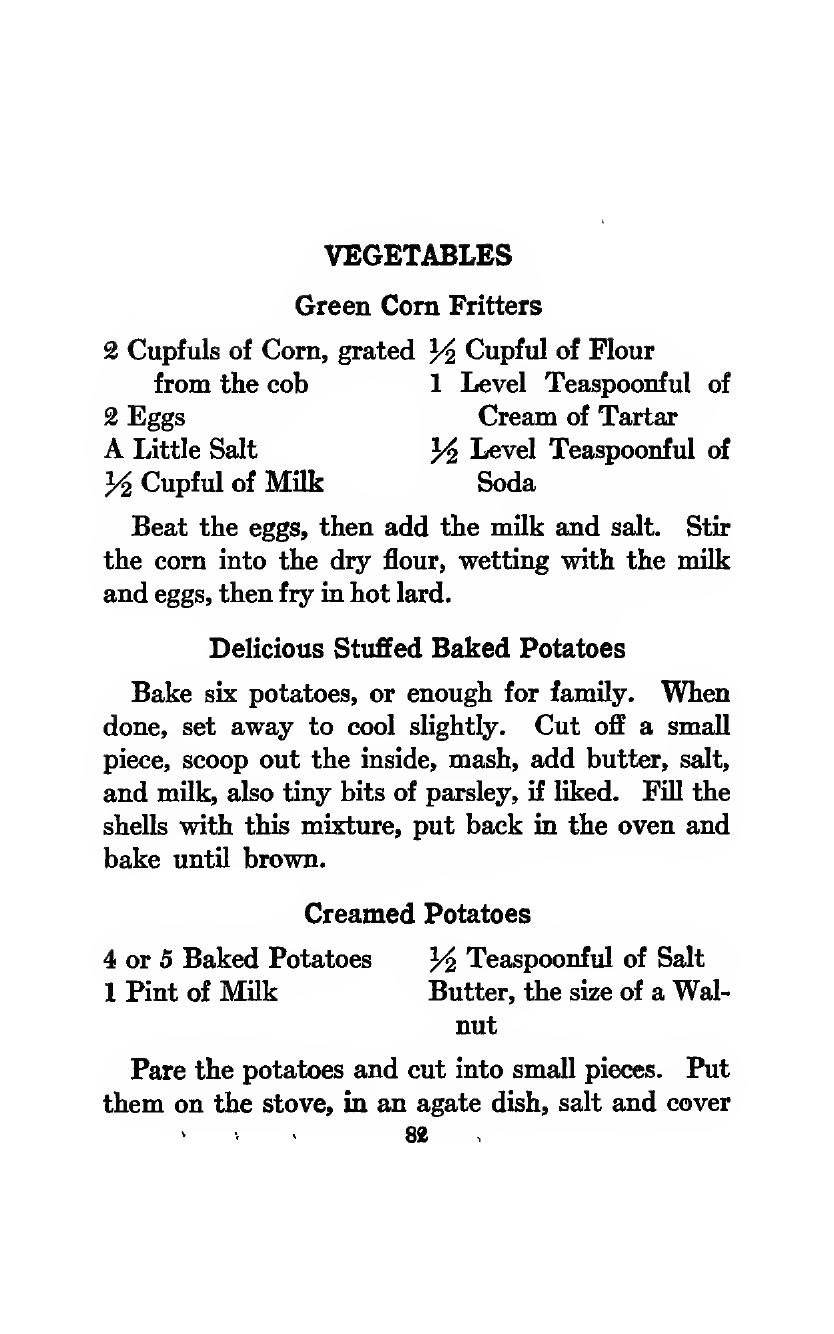 VEGETABLES
Green Corn Fritters
2 Cupfuls of Corn, grated
from the cob
2 Eggs
A Little Salt
½ Cupful of Milk
½ Cupful of Flour
1 Level Teaspoonful of
Cream of Tartar
½ Level Teaspoonful of
Soda
Beat the eggs, then add the milk and salt. Stir
the corn into the dry flour, wetting with the milk
and eggs, then fry in hot lard.
Delicious Stuffed Baked Potatoes
Bake six potatoes, or enough for family. When
done, set away to cool slightly. Cut off a small
piece, scoop out the inside, mash, add butter, salt,
and milk, also tiny bits of parsley, if liked. Fill the
shells with this mixture, put back in the oven and
bake until brown.
Creamed Potatoes
4 or 5 Baked Potatoes
1 Pint of Milk
½ Teaspoonful of Salt
Butter, the size of a Wal-
nut
Pare the potatoes and cut into small pieces. Put
them on the stove, in an agate dish, salt and cover
82